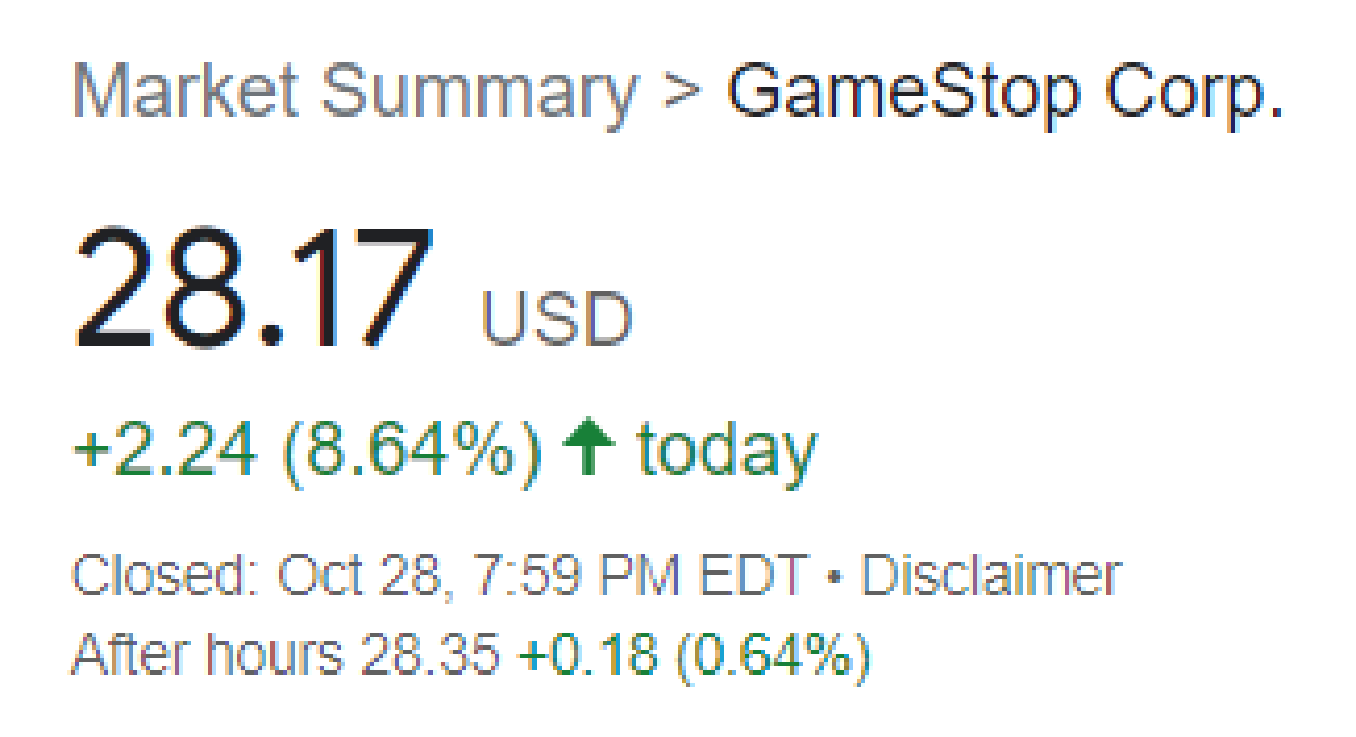 Market Summary > GameStop Corp.
28.17 USD
+2.24 (8.64%) ↑ today
Closed: Oct 28, 7:59 PM EDT • Disclaimer
After hours 28.35 +0.18 (0.64%)